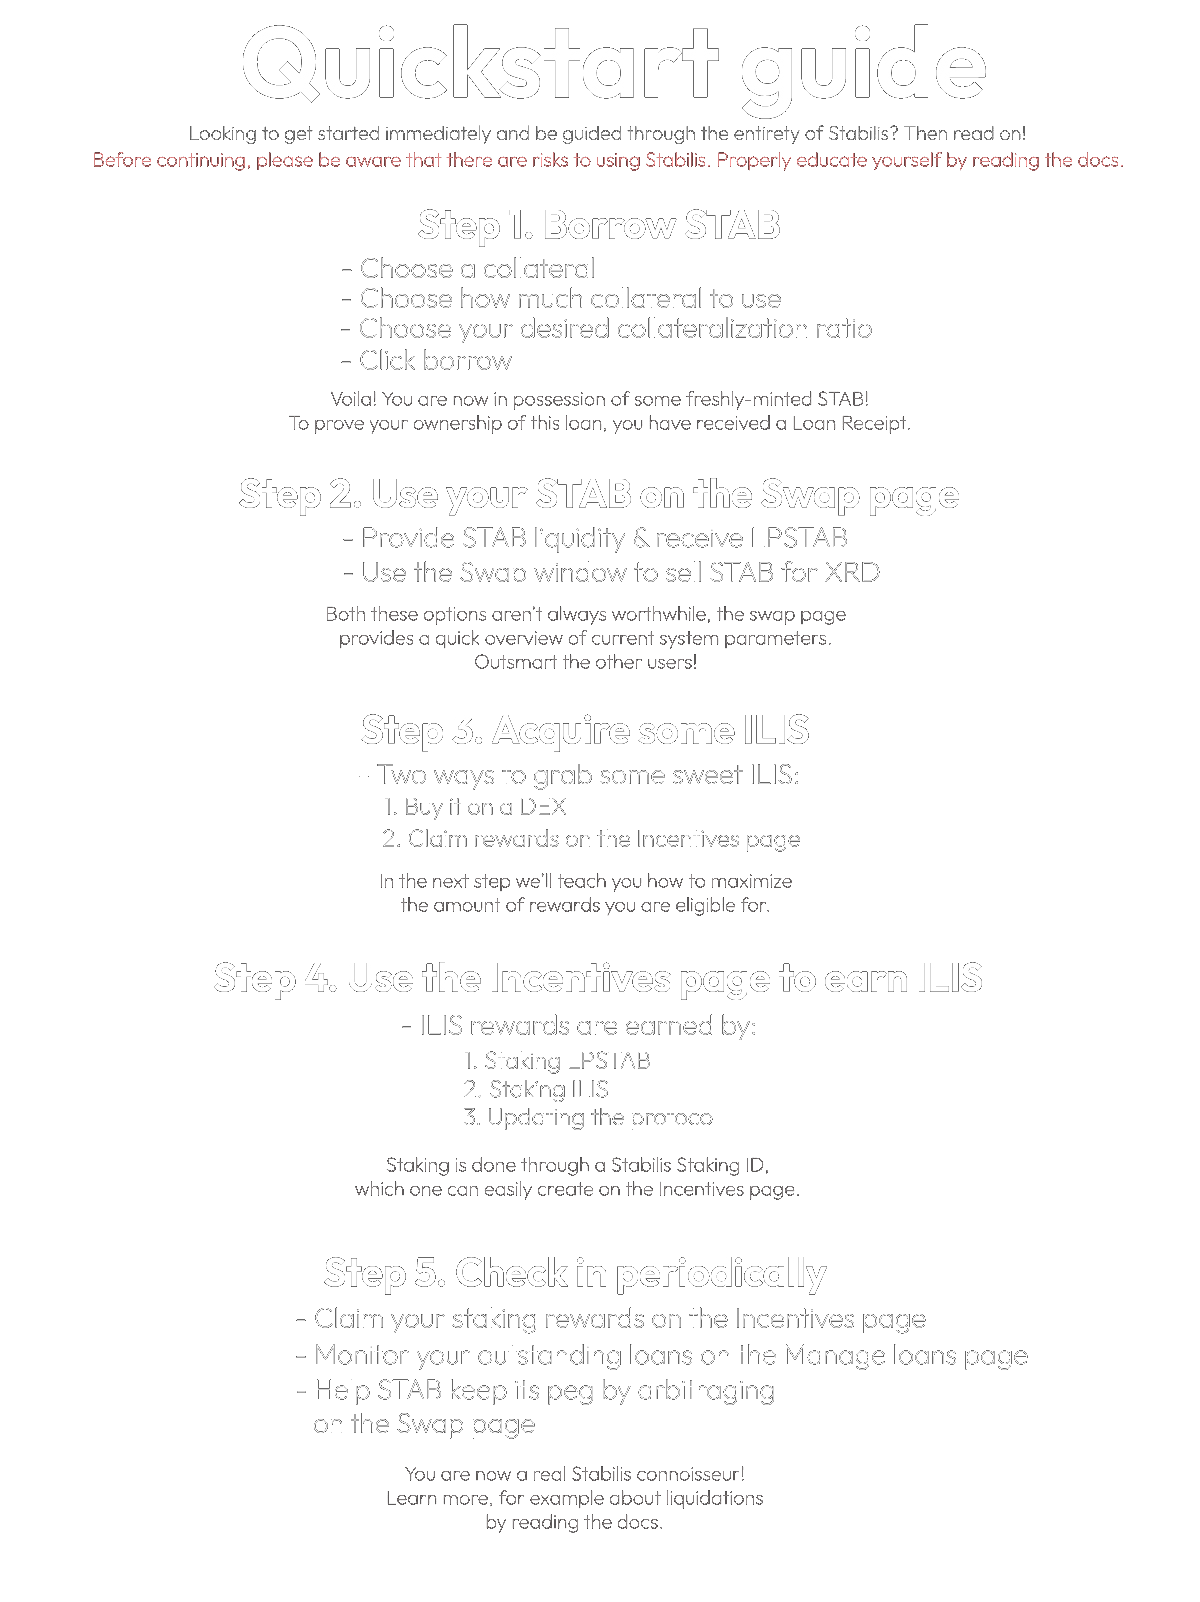 Quickstart guide
Looking to get started immediately and be guided through the entirety of Stabilis? Then read on!
Before continuing, please be aware that there are risks to using Stabilis. Properly educate yourself by reading the docs.
Step 1. Borrow STAB
- Choose a collateral
- Choose how much collateral to use
- Choose your desired collateralization ratio
- Click borrow
Voila! You are now in possession of some freshly-minted STAB!
To prove your ownership of this loan, you have received a Loan Receipt.
Step 2. Use your STAB on the Swap page
- Provide STAB liquidity & receive LPSTAB
- Use the Swap window to sell STAB for XRD
Both these options aren't always worthwhile, the swap page
provides a quick overview of current system parameters.
Outsmart the other users!
Step 3. Acquire some ILIS
- Two ways to grab some sweet ILIS:
1. Buy it on a DEX
2. Claim rewards on the Incentives page
In the next step we'll teach you how to maximize
the amount of rewards you are eligible for.
Step 4. Use the Incentives page to earn ILIS
- ILIS rewards are earned by:
1. Staking LPSTAB
2. Staking ILIS
3. Updating the protocol
Staking is done through a Stabilis Staking ID,
which one can easily create on the Incentives page.
Step 5. Check in periodically
- Claim your staking rewards on the Incentives page
- Monitor your outstanding loans on the Manage loans page
- Help STAB keep its peg by arbitraging
on the Swap page
You are now a real Stabilis connoisseur!
Learn more, for example about liquidations
by reading the docs.